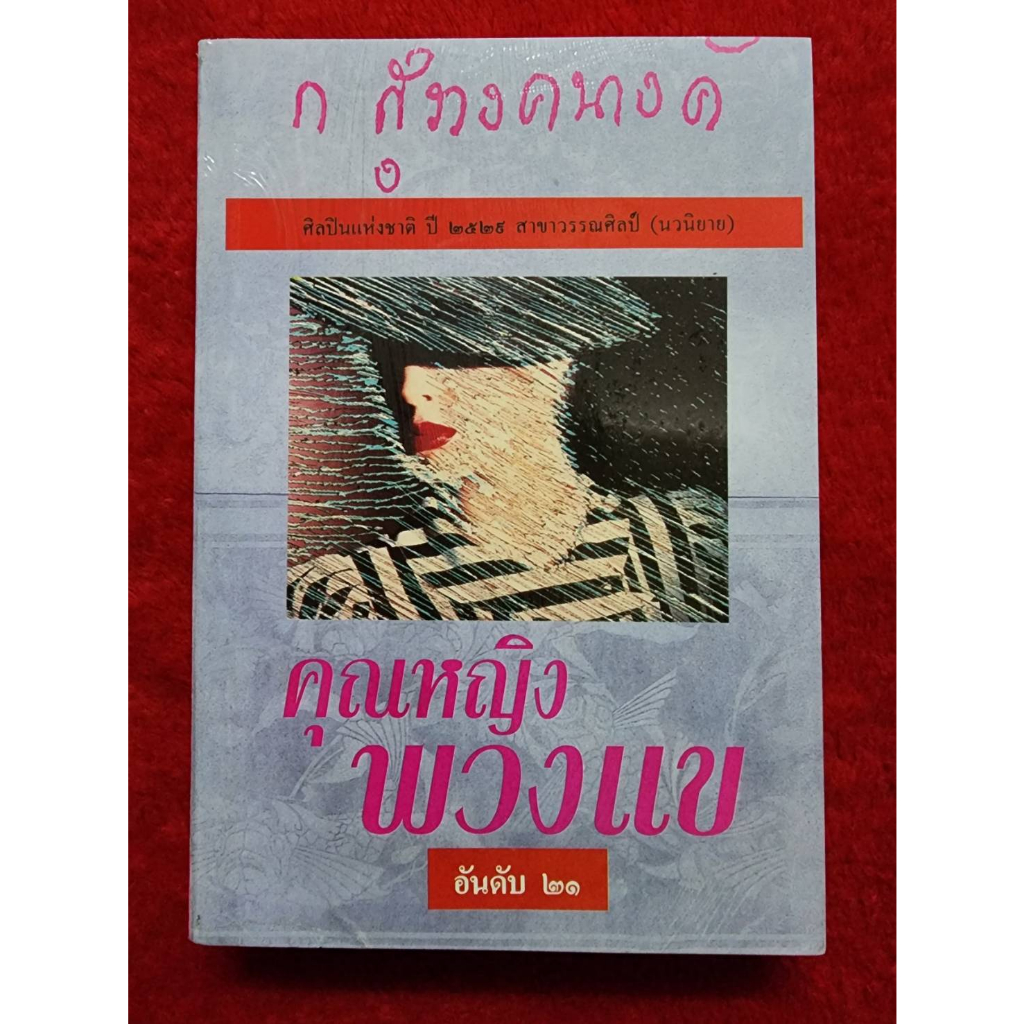 ก สุรางคนางค์
ศิลปินแห่งชาติ ปี ๒๕๒๙ สาขาวรรณศิลป์ (นวนิยาย)
คุณหญิง
พวงแข
อันดับ ๒๑